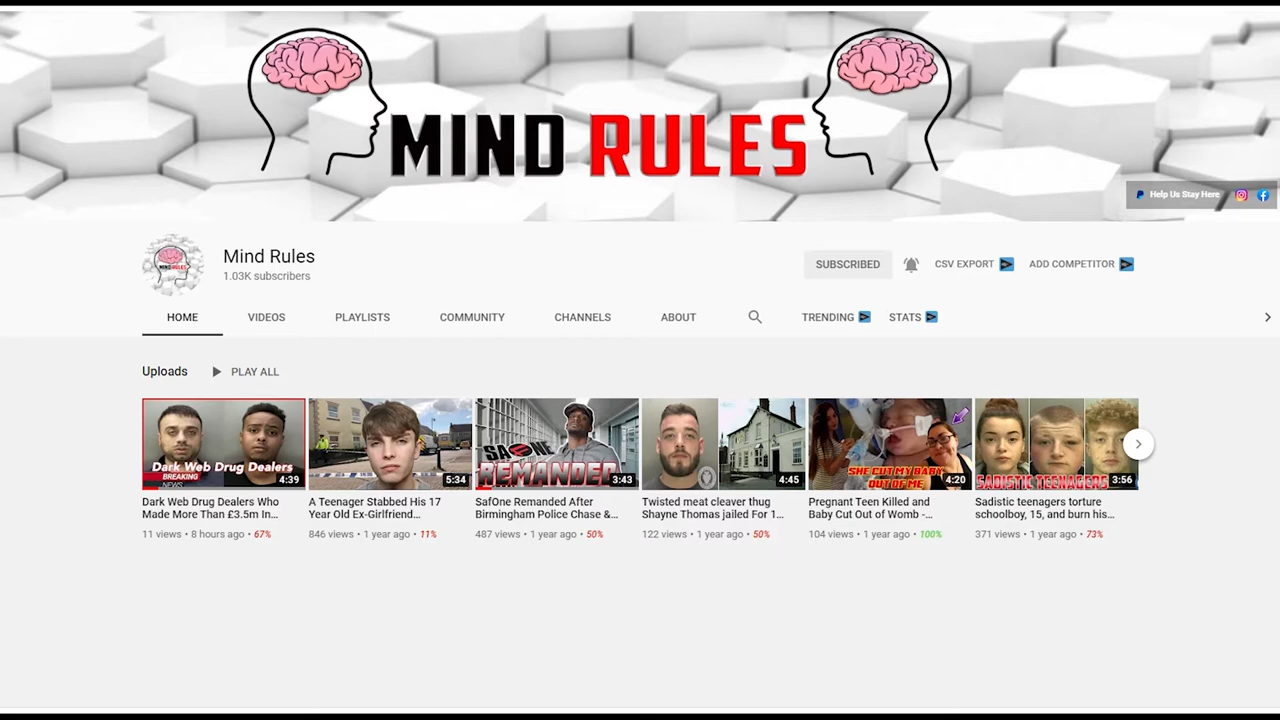 MIND RULES
Help Us Stay Here
Mind Rules
1.03K subscribers
SUBSCRIBED
CSV EXPORT
ADD COMPETITOR
HOME
VIDEOS
PLAYLISTS
COMMUNITY
CHANNELS
ABOUT
TRENDING
STATS
Uploads
PLAY ALL
Dark Web Drug Dealers
BREAKING
NEWS
4:39
Dark Web Drug Dealers Who
Made More Than £3.5m In...
11 views • 8 hours ago • 67%
5:34
A Teenager Stabbed His 17
Year Old Ex-Girlfriend...
846 views • 1 year ago • 11%
REMANDED
3:43
SafOne Remanded After
Birmingham Police Chase &...
487 views • 1 year ago • 50%
4:45
Twisted meat cleaver thug
Shayne Thomas jailed For 1...
122 views • 1 year ago • 50%
SHE CUT MY BABY
OUT OF ME
4:20
Pregnant Teen Killed and
Baby Cut Out of Womb -...
104 views • 1 year ago • 100%
SADISTIC TEENAGERS
3:56
Sadistic teenagers torture
schoolboy, 15, and burn his...
371 views • 1 year ago • 73%